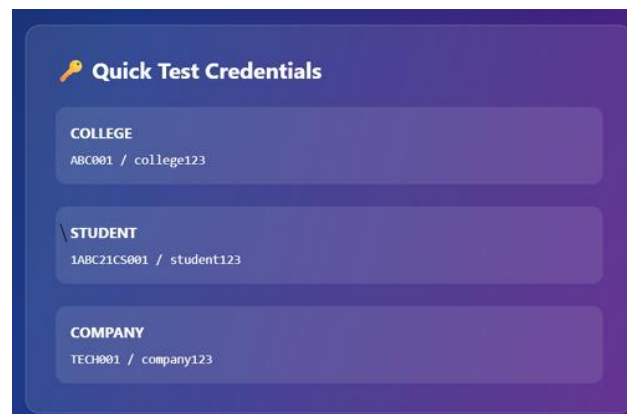 🔑 Quick Test Credentials
COLLEGE
ABC001 / college123
\ STUDENT
1ABC21CS001 / student123
COMPANY
TECH001 / company123